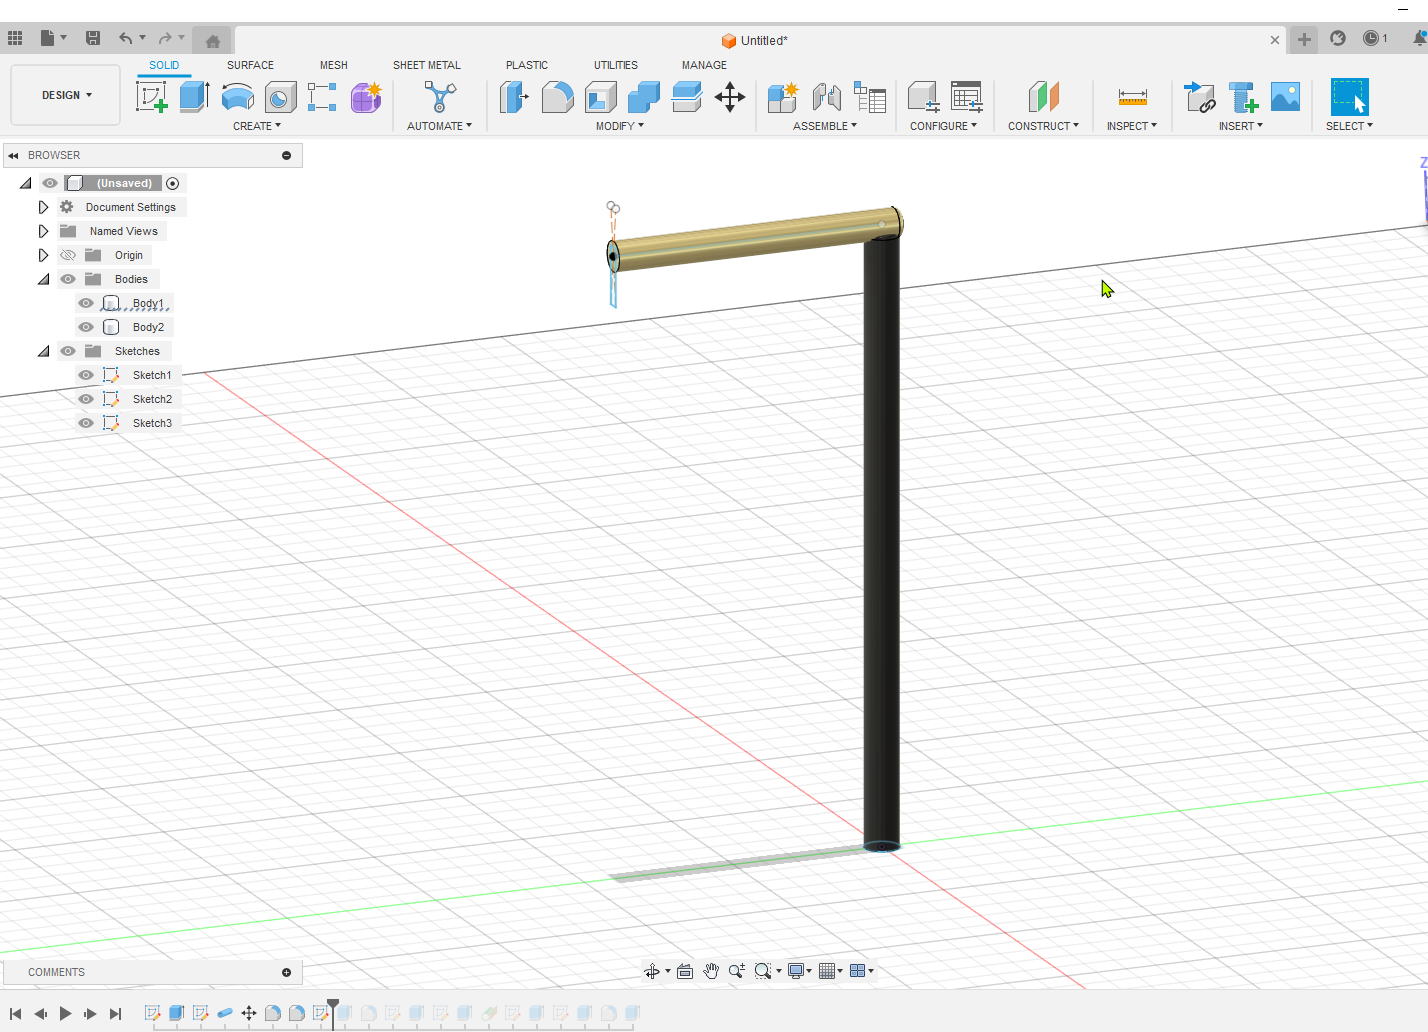 Untitled*
1
SOLID SURFACE MESH SHEET METAL PLASTIC UTILITIES MANAGE
DESIGN
CREATE AUTOMATE MODIFY ASSEMBLE CONFIGURE CONSTRUCT INSPECT INSERT SELECT
BROWSER
Z
(Unsaved)
Document Settings
Named Views
Origin
Bodies
Body1
Body2
Sketches
Sketch1
Sketch2
Sketch3
COMMENTS